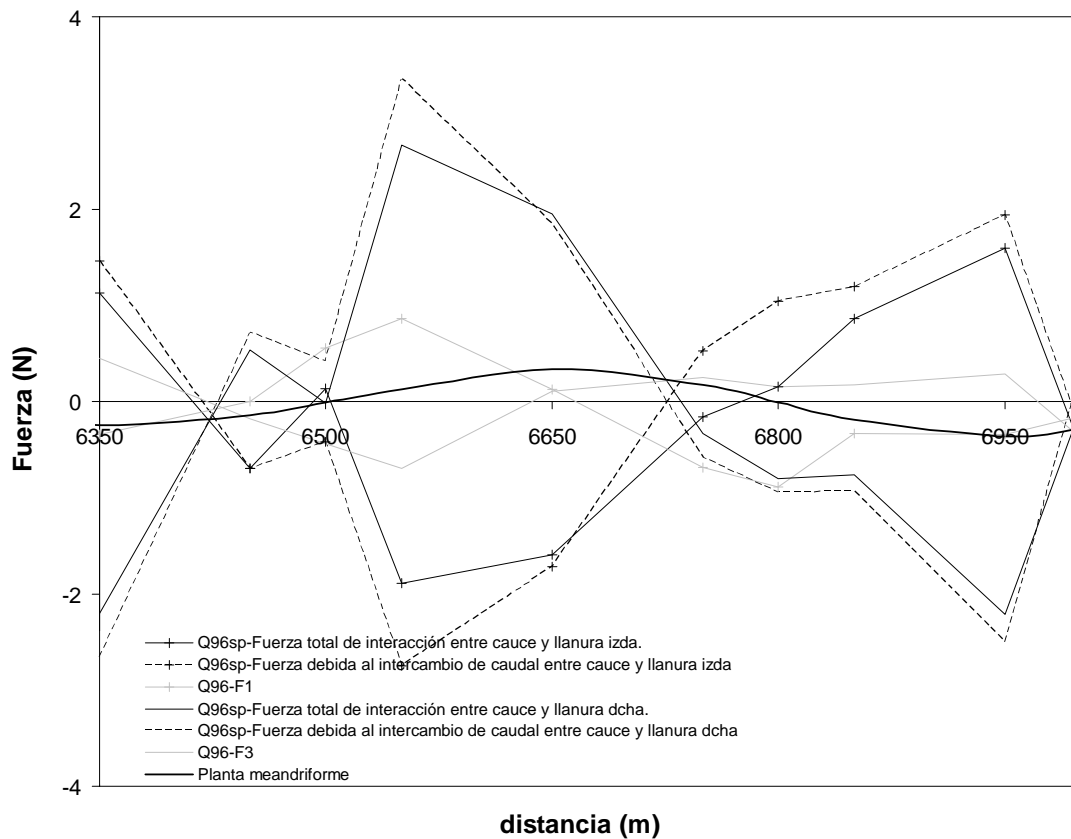 4
2
0
-2
-4
Fuerza (N)
6350
6500
6650
6800
6950
Q96sp-Fuerza total de interacción entre cauce y llanura izda.
Q96sp-Fuerza debida al intercambio de caudal entre cauce y llanura izda
Q96-F1
Q96sp-Fuerza total de interacción entre cauce y llanura dcha.
Q96sp-Fuerza debida al intercambio de caudal entre cauce y llanura dcha
Q96-F3
Planta meandriforme
distancia (m)